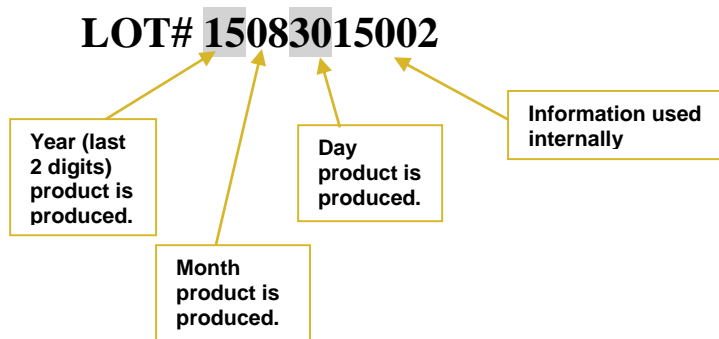 LOT# 15083015002
Year (last
2 digits)
product is
produced.
Month
product is
produced.
Day
product is
produced.
Information used
internally